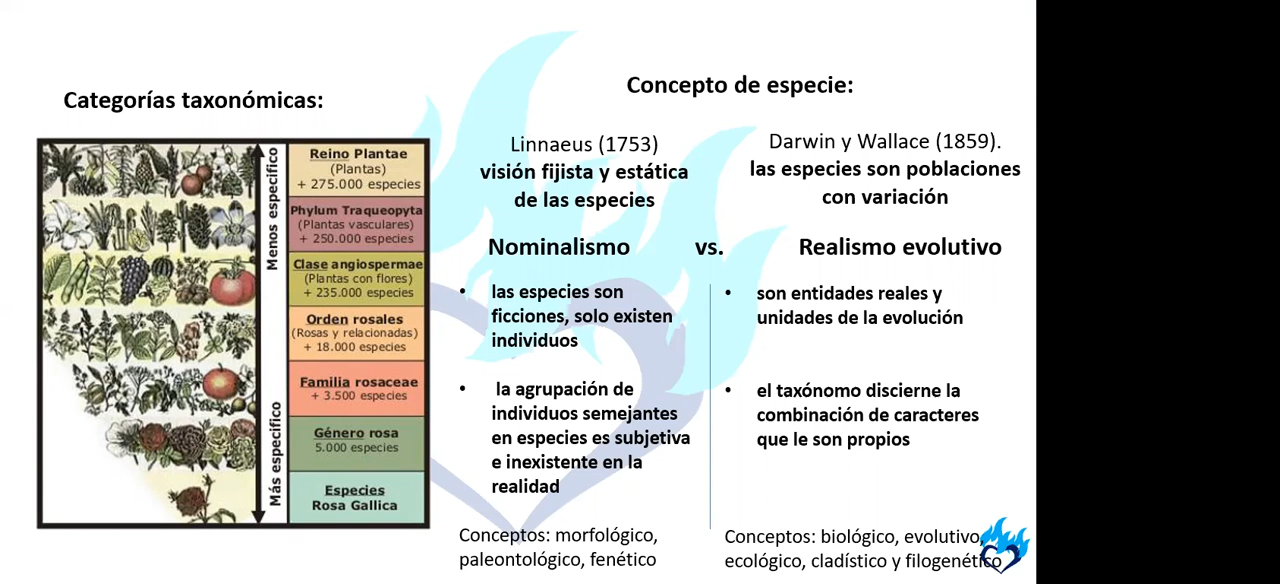 Categorías taxonómicas:
Menos especifico
Más especifico
Reino Plantae
(Plantas)
+ 275.000 especies
Phylum Traqueopyta
(Plantas vasculares)
+ 250.000 especies
Clase angiospermae
(Plantas con flores)
+ 235.000 especies
Orden rosales
(Rosas y relacionadas)
+ 18.000 especies
Familia rosaceae
+ 3.500 especies
Género rosa
5.000 especies
Especies
Rosa Gallica
Concepto de especie:
Linnaeus (1753)
visión fijista y estática
de las especies
Darwin y Wallace (1859).
las especies son poblaciones
con variación
Nominalismo vs. Realismo evolutivo
• las especies son
ficciones, solo existen
individuos
• la agrupación de
individuos semejantes
en especies es subjetiva
e inexistente en la
realidad
Conceptos: morfológico,
paleontológico, fenético
• son entidades reales y
unidades de la evolución
• el taxónomo discierne la
combinación de caracteres
que le son propios
Conceptos: biológico, evolutivo,
ecológico, cladístico y filogenético